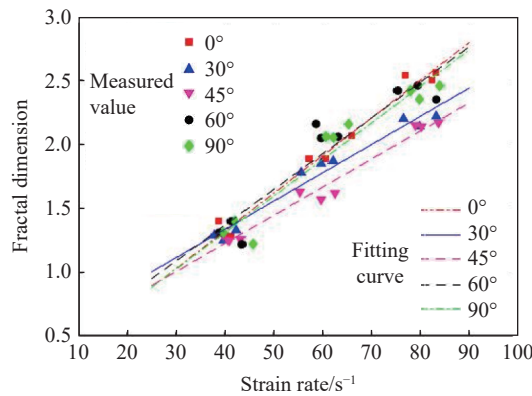 3.0
2.5
2.0
1.5
1.0
0.5
Fractal dimension
Measured
value
0°
30°
45°
60°
90°
Fitting
curve
0°
30°
45°
60°
90°
10 20 30 40 50 60 70 80 90 100
Strain rate/s⁻¹